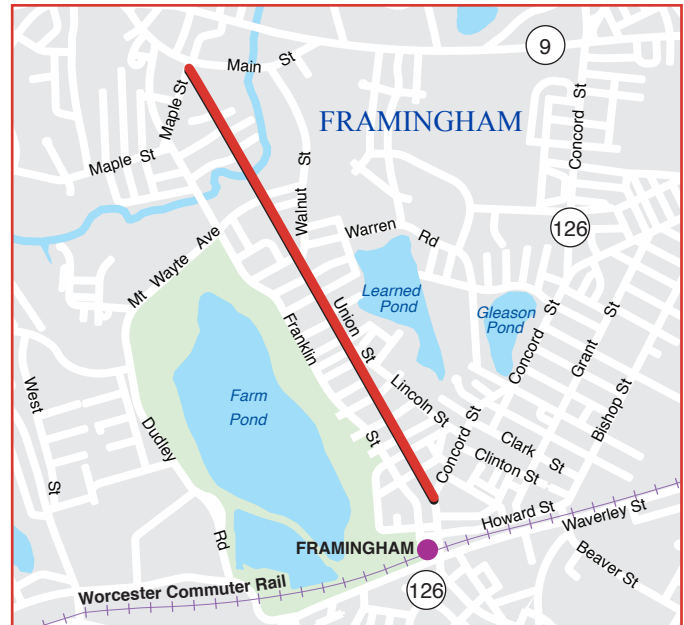 9
Main St
Maple St
FRAMINGHAM
Concord St
Maple St
Walnut St
126
Warren Rd
Mt Wayte Ave
Learned
Pond
Gleason
Pond
Union St
Franklin St
Concord St
Grant St
Bishop St
West St
Farm
Pond
Lincoln St
Dudley Rd
Concord St
Clark St
Clinton St
Howard St
Waverley St
FRAMINGHAM
Beaver St
Worcester Commuter Rail
126